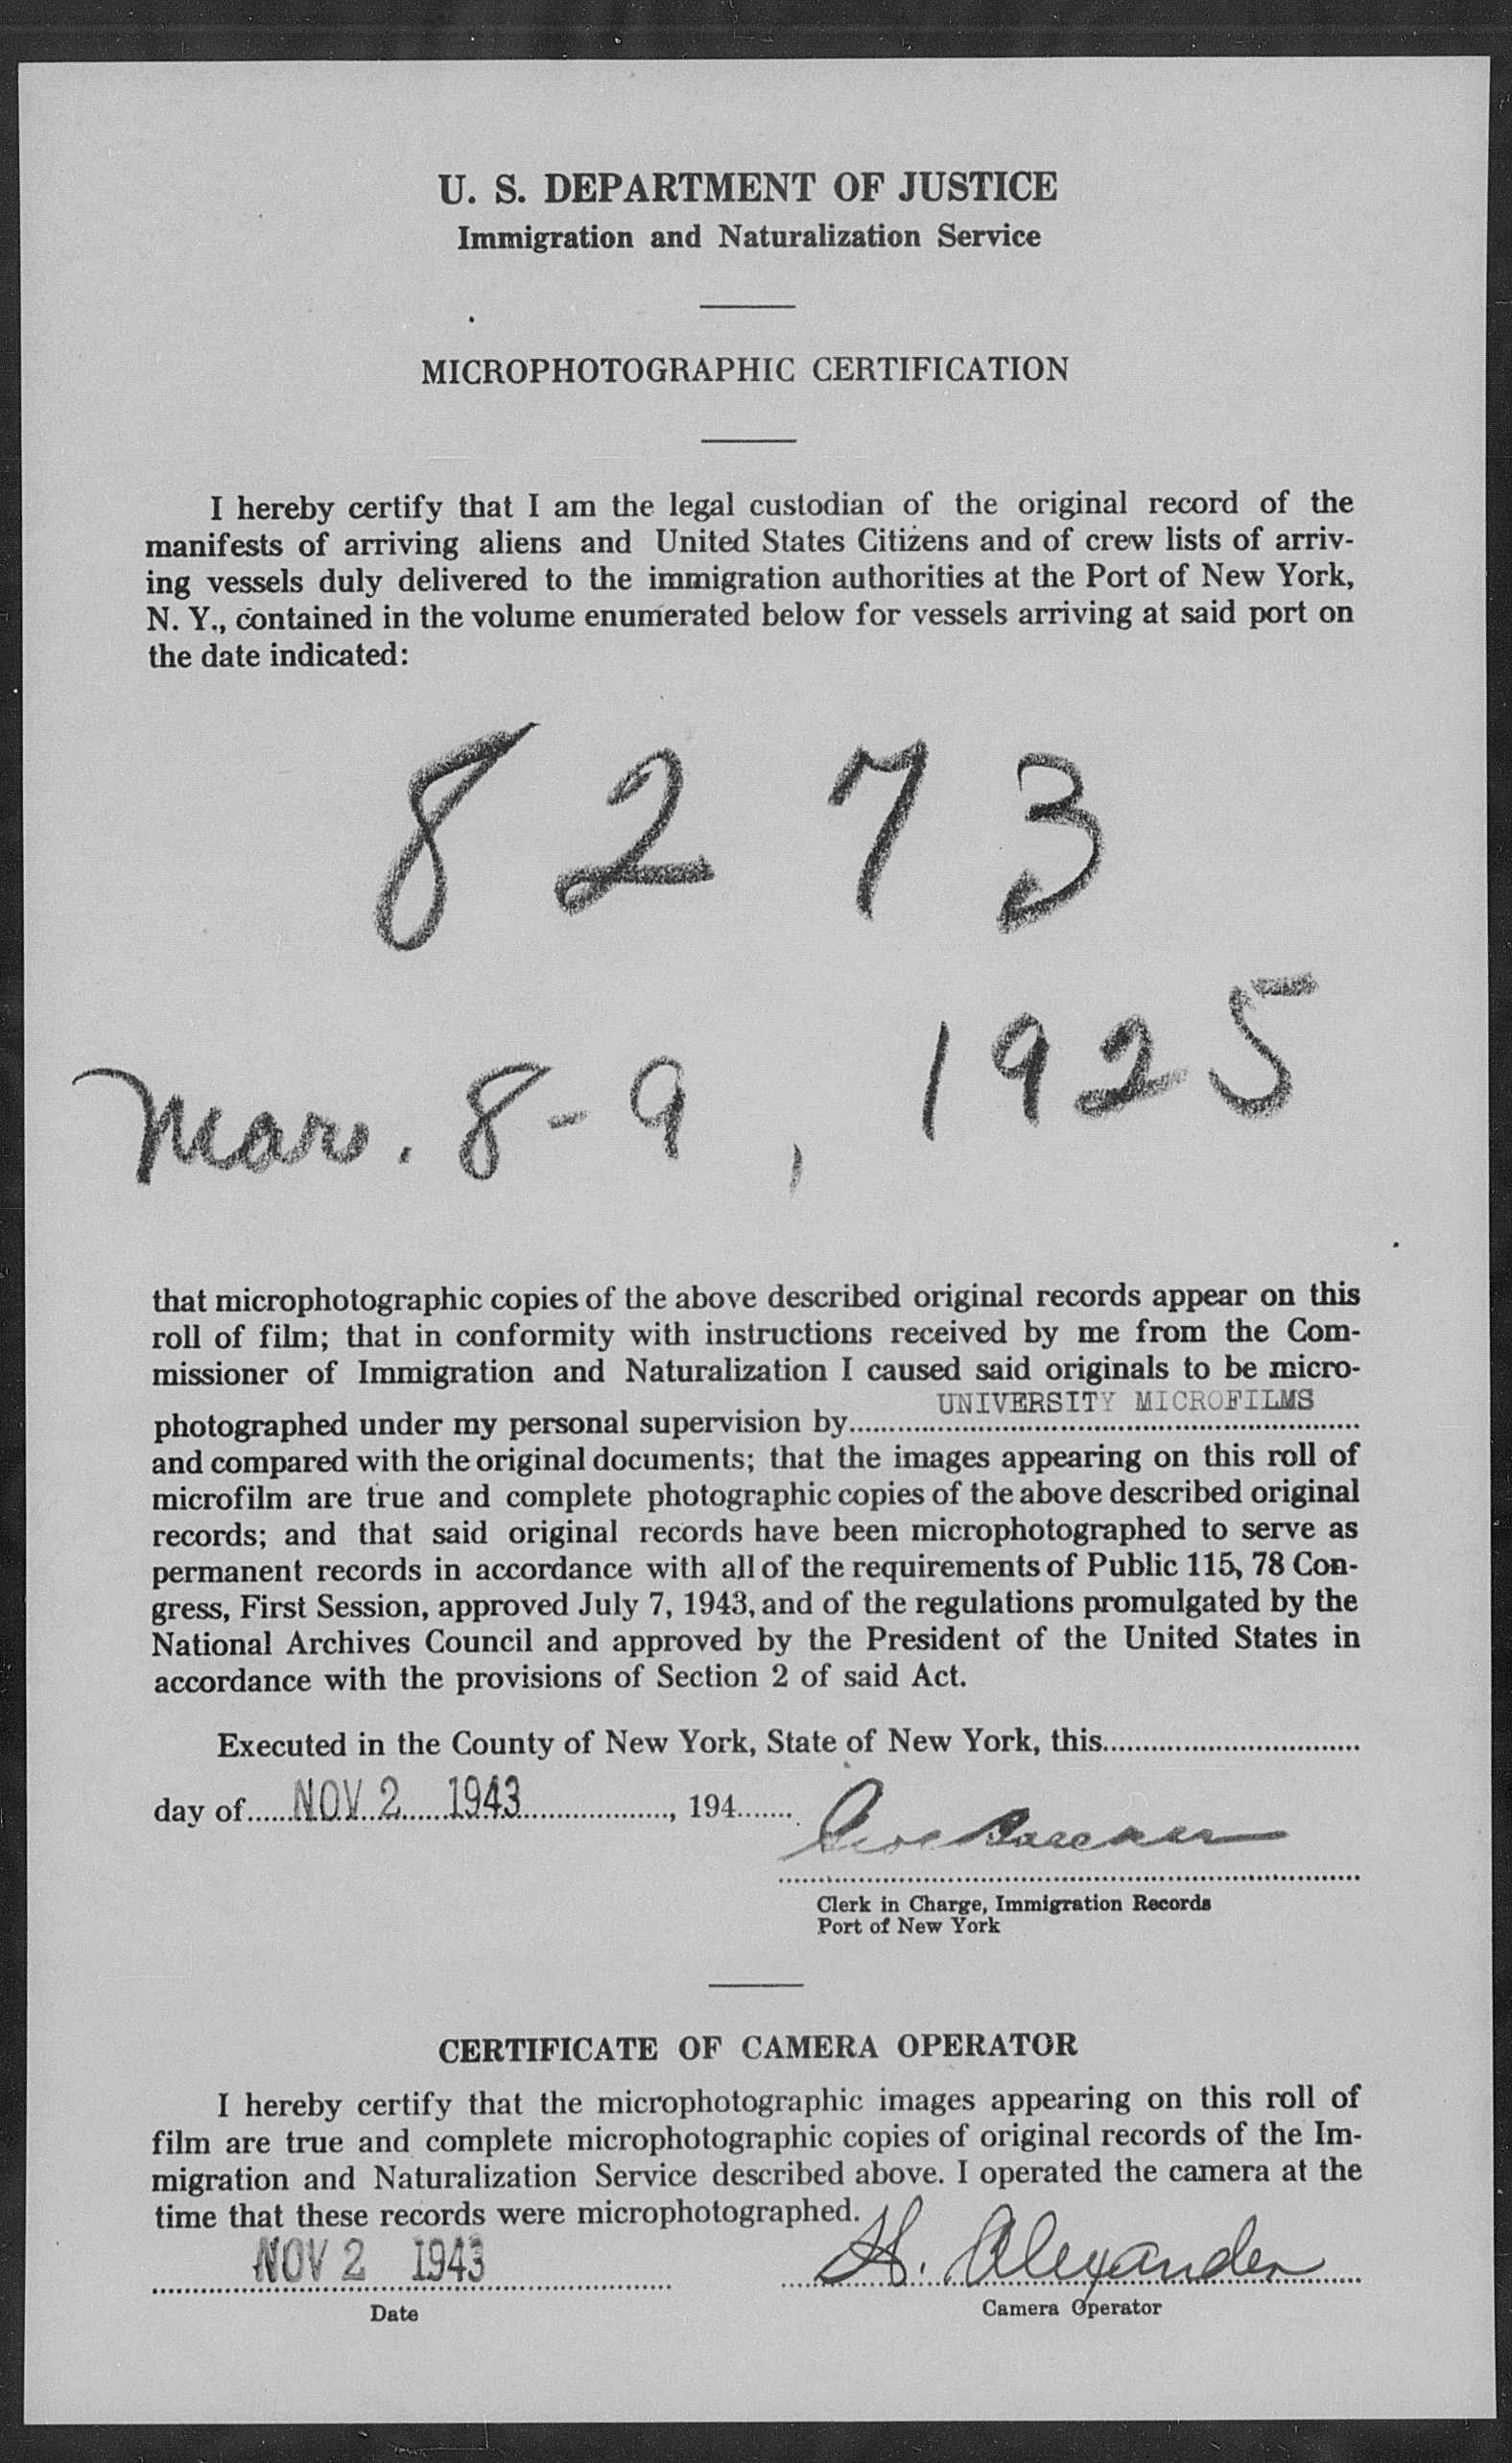 U. S. DEPARTMENT OF JUSTICE
Immigration and Naturalization Service
MICROPHOTOGRAPHIC CERTIFICATION
I hereby certify that I am the legal custodian of the original record of the
manifests of arriving aliens and United States Citizens and of crew lists of arriv-
ing vessels duly delivered to the immigration authorities at the Port of New York,
N. Y., contained in the volume enumerated below for vessels arriving at said port on
the date indicated:
8273
Mar. 8-9, 1925
that microphotographic copies of the above described original records appear on this
roll of film; that in conformity with instructions received by me from the Com-
missioner of Immigration and Naturalization I caused said originals to be micro-
UNIVERSITY MICROFILMS
photographed under my personal supervision by
and compared with the original documents; that the images appearing on this roll of
microfilm are true and complete photographic copies of the above described original
records; and that said original records have been microphotographed to serve as
permanent records in accordance with all of the requirements of Public 115, 78 Con-
gress, First Session, approved July 7, 1943, and of the regulations promulgated by the
National Archives Council and approved by the President of the United States in
accordance with the provisions of Section 2 of said Act.
Executed in the County of New York, State of New York, this
day of NOV 2 1943, 194
Clerk in Charge, Immigration Records
Port of New York
CERTIFICATE OF CAMERA OPERATOR
I hereby certify that the microphotographic images appearing on this roll of
film are true and complete microphotographic copies of original records of the Im-
migration and Naturalization Service described above. I operated the camera at the
time that these records were microphotographed.
NOV 2 1943 H. Alexander
Date Camera Operator